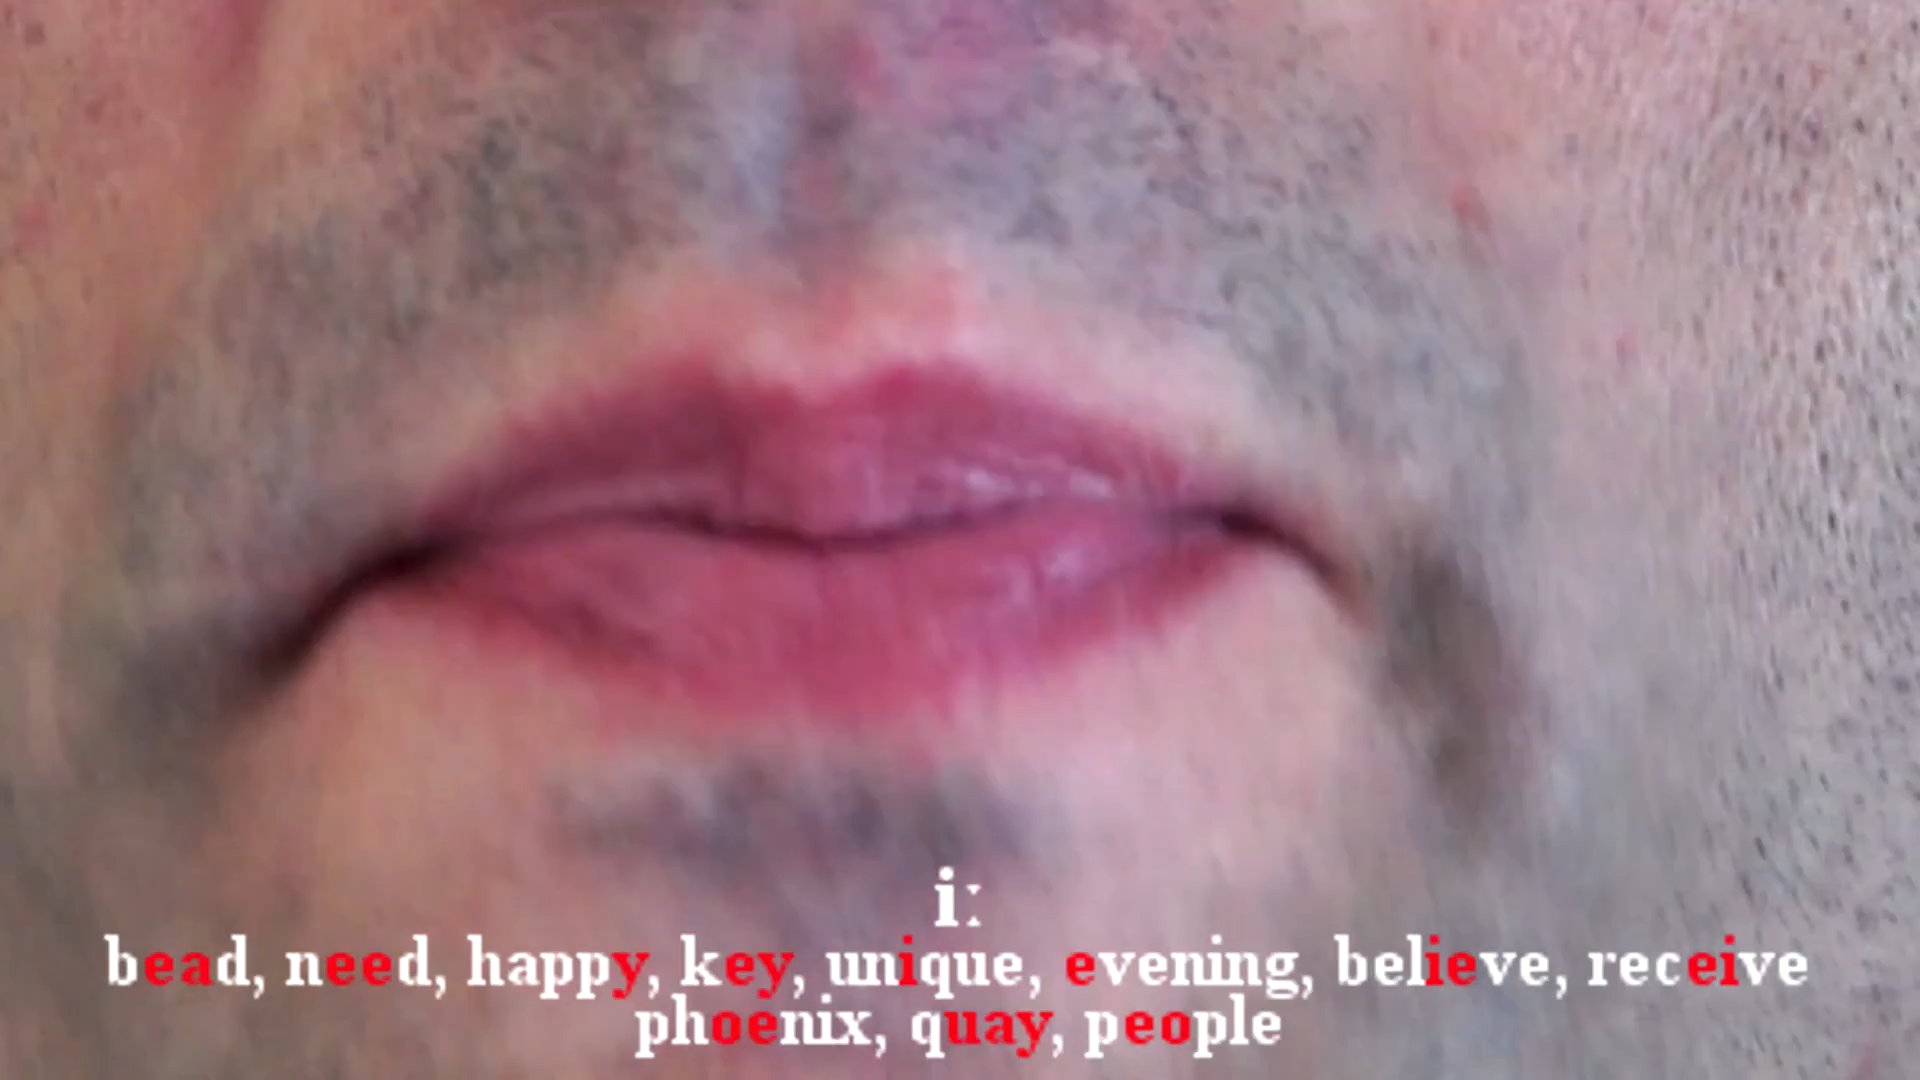 iː
bead, need, happy, key, unique, evening, believe, receive
phoenix, quay, people